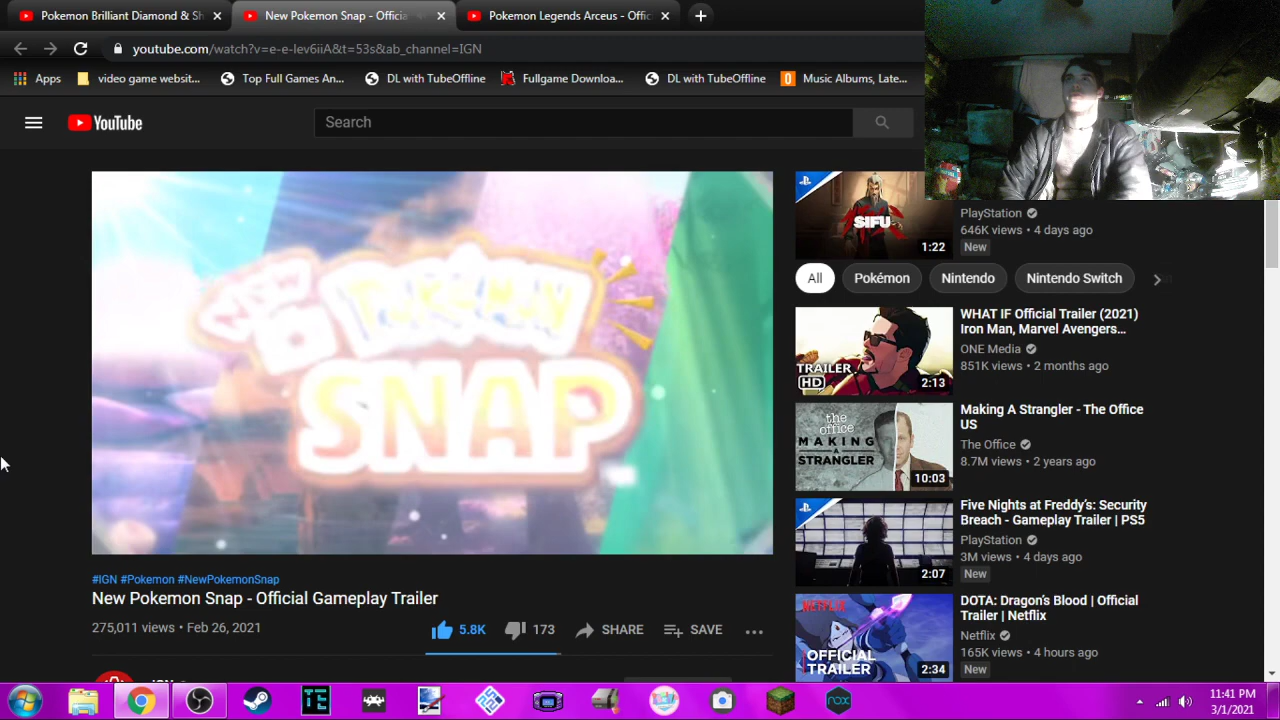 Pokemon Brilliant Diamond & Sh
New Pokemon Snap - Officia
Pokemon Legends Arceus - Offic
youtube.com/watch?v=e-e-Iev6iiA&t=53s&ab_channel=IGN
Apps
video game websit...
Top Full Games An...
DL with TubeOffline
Fullgame Downloa...
DL with TubeOffline
Music Albums, Late...
YouTube
Search
NEW POKÉMON
SNAP
SIFU
1:22
PlayStation
646K views • 4 days ago
New
All
Pokémon
Nintendo
Nintendo Switch
TRAILER
HD
2:13
WHAT IF Official Trailer (2021)
Iron Man, Marvel Avengers...
ONE Media
851K views • 2 months ago
the office
MAKING
A
STRANGLER
10:03
Making A Strangler - The Office
US
The Office
8.7M views • 2 years ago
2:07
Five Nights at Freddy's: Security
Breach - Gameplay Trailer | PS5
PlayStation
3M views • 4 days ago
New
NETFLIX
OFFICIAL
TRAILER
2:34
DOTA: Dragon's Blood | Official
Trailer | Netflix
Netflix
165K views • 4 hours ago
New
#IGN #Pokemon #NewPokemonSnap
New Pokemon Snap - Official Gameplay Trailer
275,011 views • Feb 26, 2021
5.8K
173
SHARE
SAVE
TE
nox
11:41 PM
3/1/2021